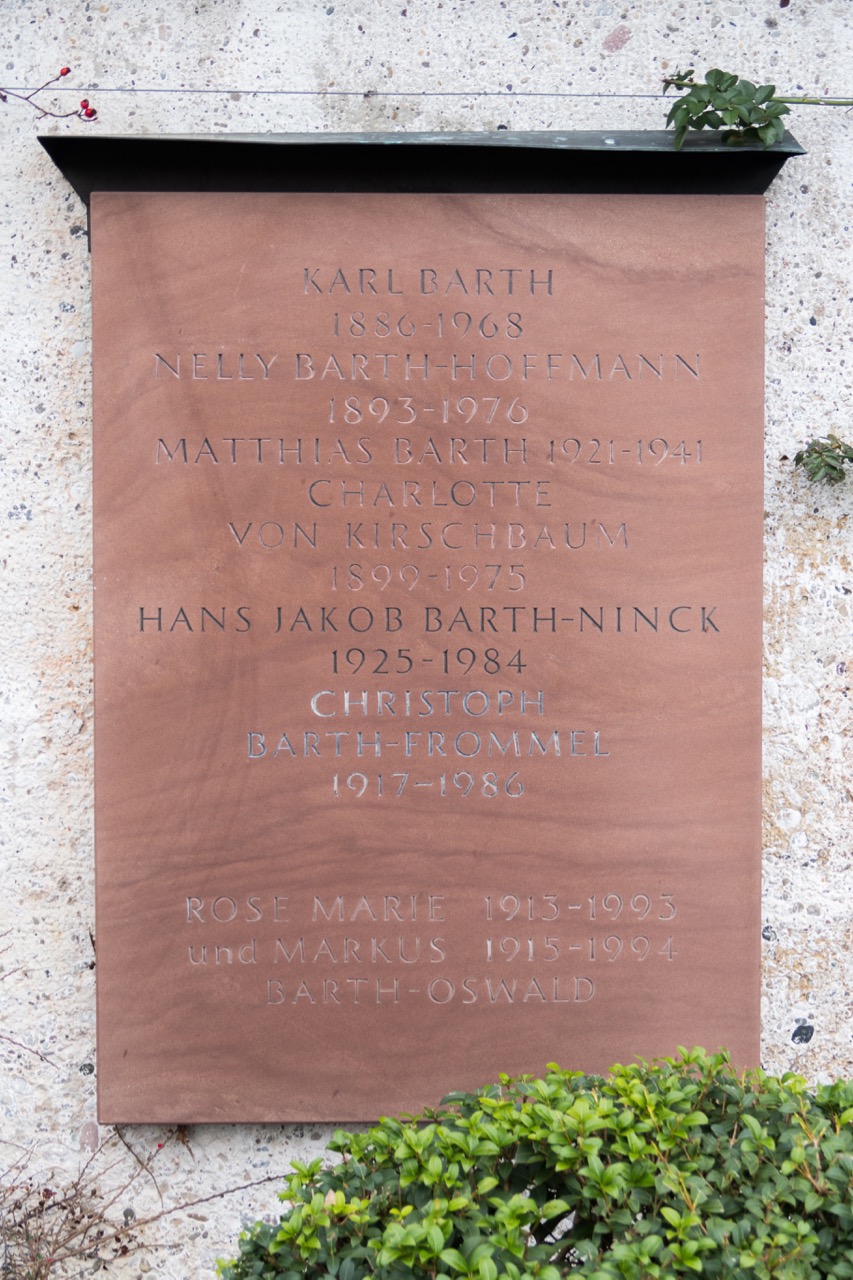 KARL BARTH
1886-1968
NELLY BARTH-HOFFMANN
1893-1976
MATTHIAS BARTH 1921-1941
CHARLOTTE
VON KIRSCHBAUM
1899-1975
HANS JAKOB BARTH-NINCK
1925-1984
CHRISTOPH
BARTH-FROMMEL
1917-1986
ROSE MARIE 1913-1993
und MARKUS 1915-1994
BARTH-OSWALD